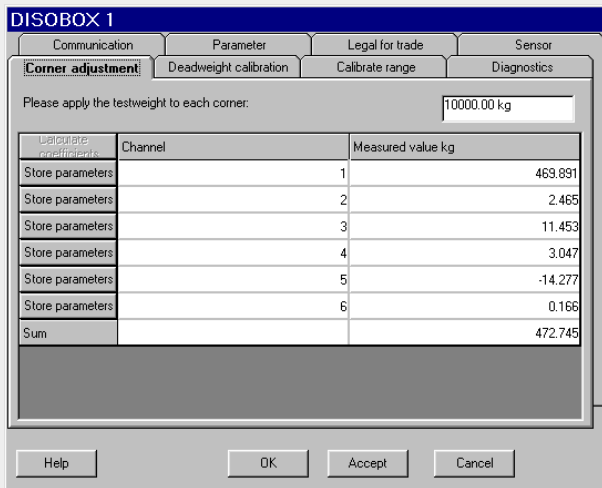 DISOBOX 1
Communication Parameter Legal for trade Sensor
Corner adjustment Deadweight calibration Calibrate range Diagnostics
Please apply the testweight to each corner: 10000.00 kg
Calculate
coefficients
Channel Measured value kg
Store parameters 1 469.891
Store parameters 2 2.465
Store parameters 3 11.453
Store parameters 4 3.047
Store parameters 5 -14.277
Store parameters 6 0.166
Sum 472.745
Help OK Accept Cancel